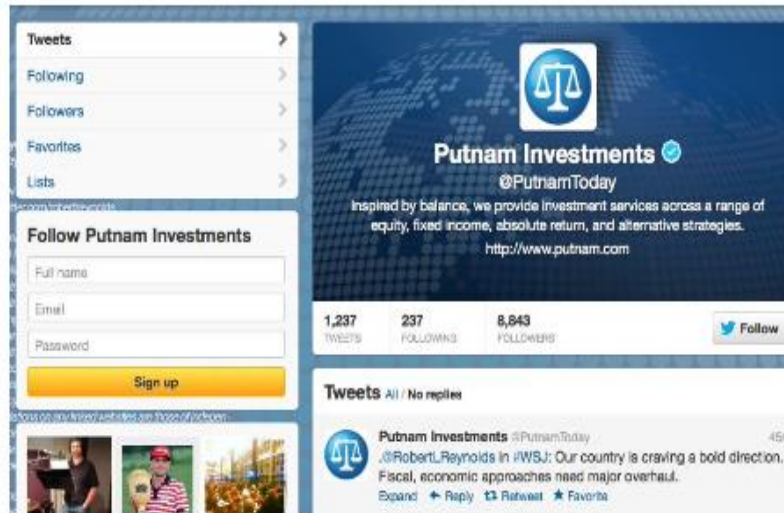 Tweets
Following
Followers
Favorites
Lists
Follow Putnam Investments
Full name
Email
Password
Sign up
Putnam Investments
@PutnamToday
Inspired by balance, we provide investment services across a range of
equity, fixed income, absolute return, and alternative strategies.
http://www.putnam.com
1,237
TWEETS
237
FOLLOWING
8,843
FOLLOWERS
Follow
Tweets All / No replies
Putnam Investments @PutnamToday
.@RobertLReynolds in #WSJ: Our country is craving a bold direction.
Fiscal, economic approaches need major overhaul.
Expand Reply Retweet Favorite